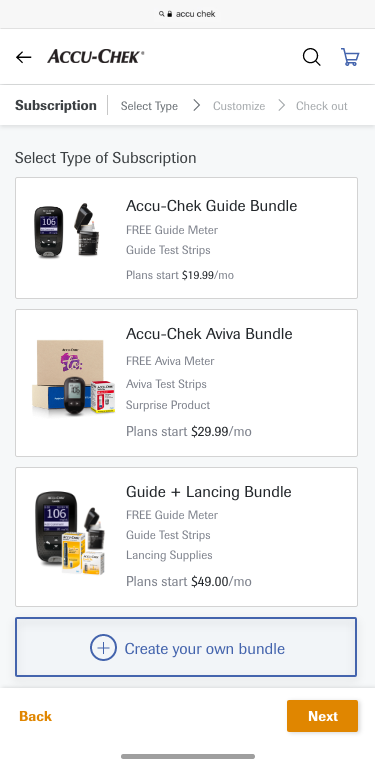 accu chek
ACCU-CHEK®
Subscription
Select Type
Customize
Check out
Select Type of Subscription
106
Accu-Chek Guide Bundle
FREE Guide Meter
Guide Test Strips
Plans start $19.99/mo
Accu-Chek Aviva Bundle
FREE Aviva Meter
Aviva Test Strips
Surprise Product
Plans start $29.99/mo
106
Guide + Lancing Bundle
FREE Guide Meter
Guide Test Strips
Lancing Supplies
Plans start $49.00/mo
106
Create your own bundle
Back
Next